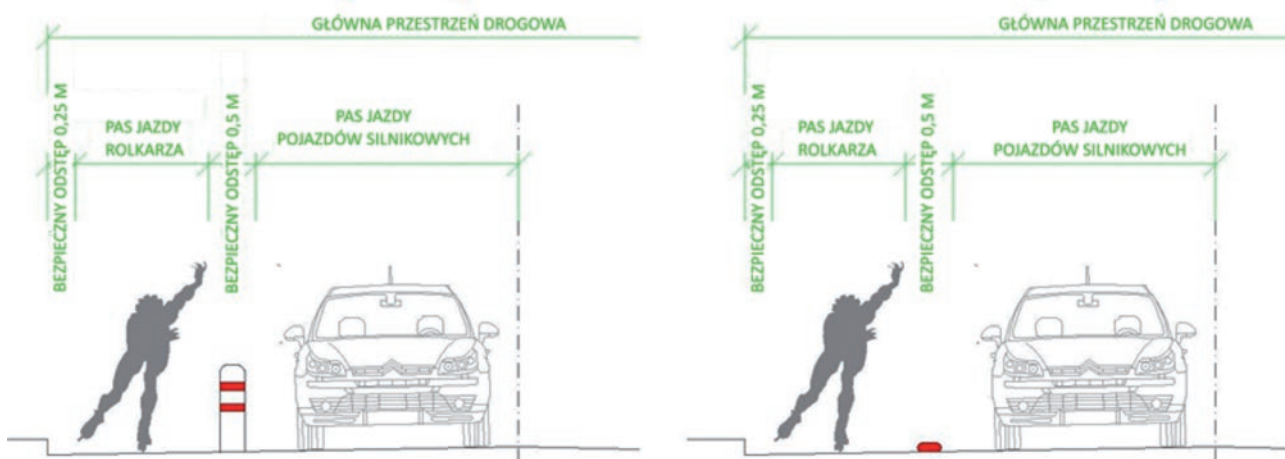 GŁÓWNA PRZESTRZEŃ DROGOWA
BEZPIECZNY ODSTĘP 0,25 M
PAS JAZDY
ROLKARZA
BEZPIECZNY ODSTĘP 0,5 M
PAS JAZDY
POJAZDÓW SILNIKOWYCH
GŁÓWNA PRZESTRZEŃ DROGOWA
BEZPIECZNY ODSTĘP 0,25 M
PAS JAZDY
ROLKARZA
BEZPIECZNY ODSTĘP 0,5 M
PAS JAZDY
POJAZDÓW SILNIKOWYCH